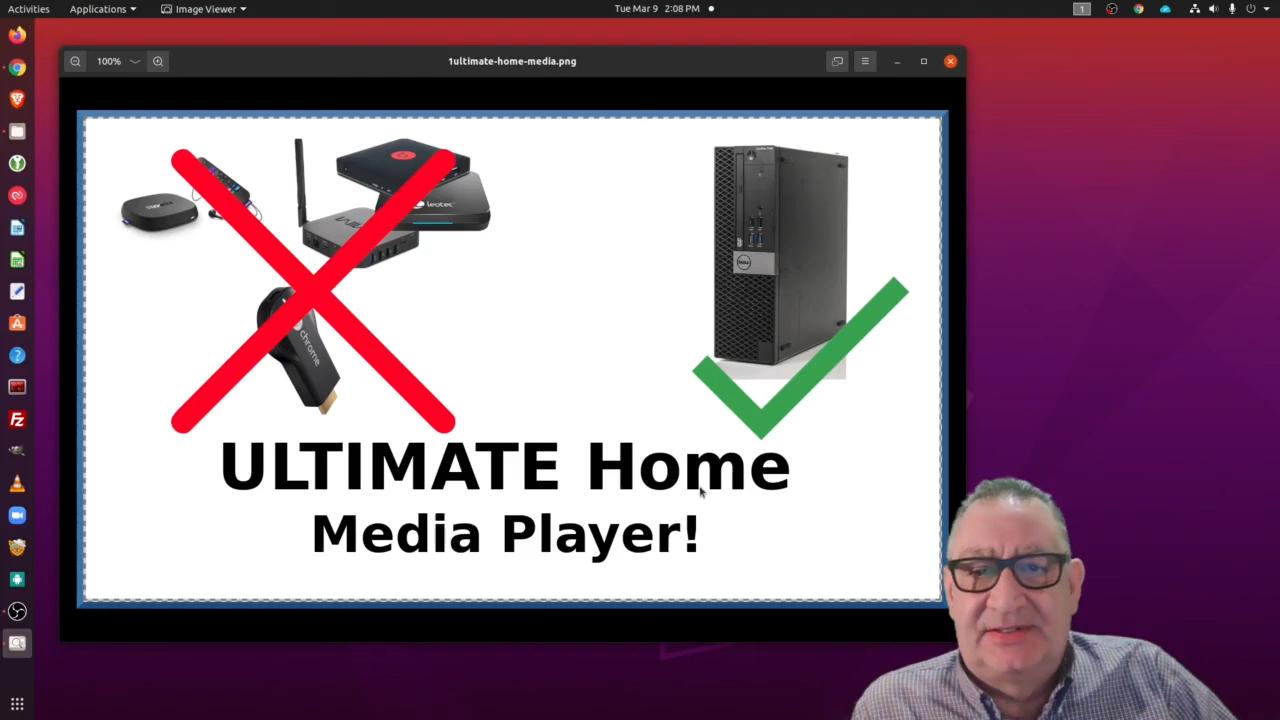 Activities
Applications
Image Viewer
Tue Mar 9 2:08 PM
1
100%
1ultimate-home-media.png
leotec
chrome
DELL
ULTIMATE Home
Media Player!